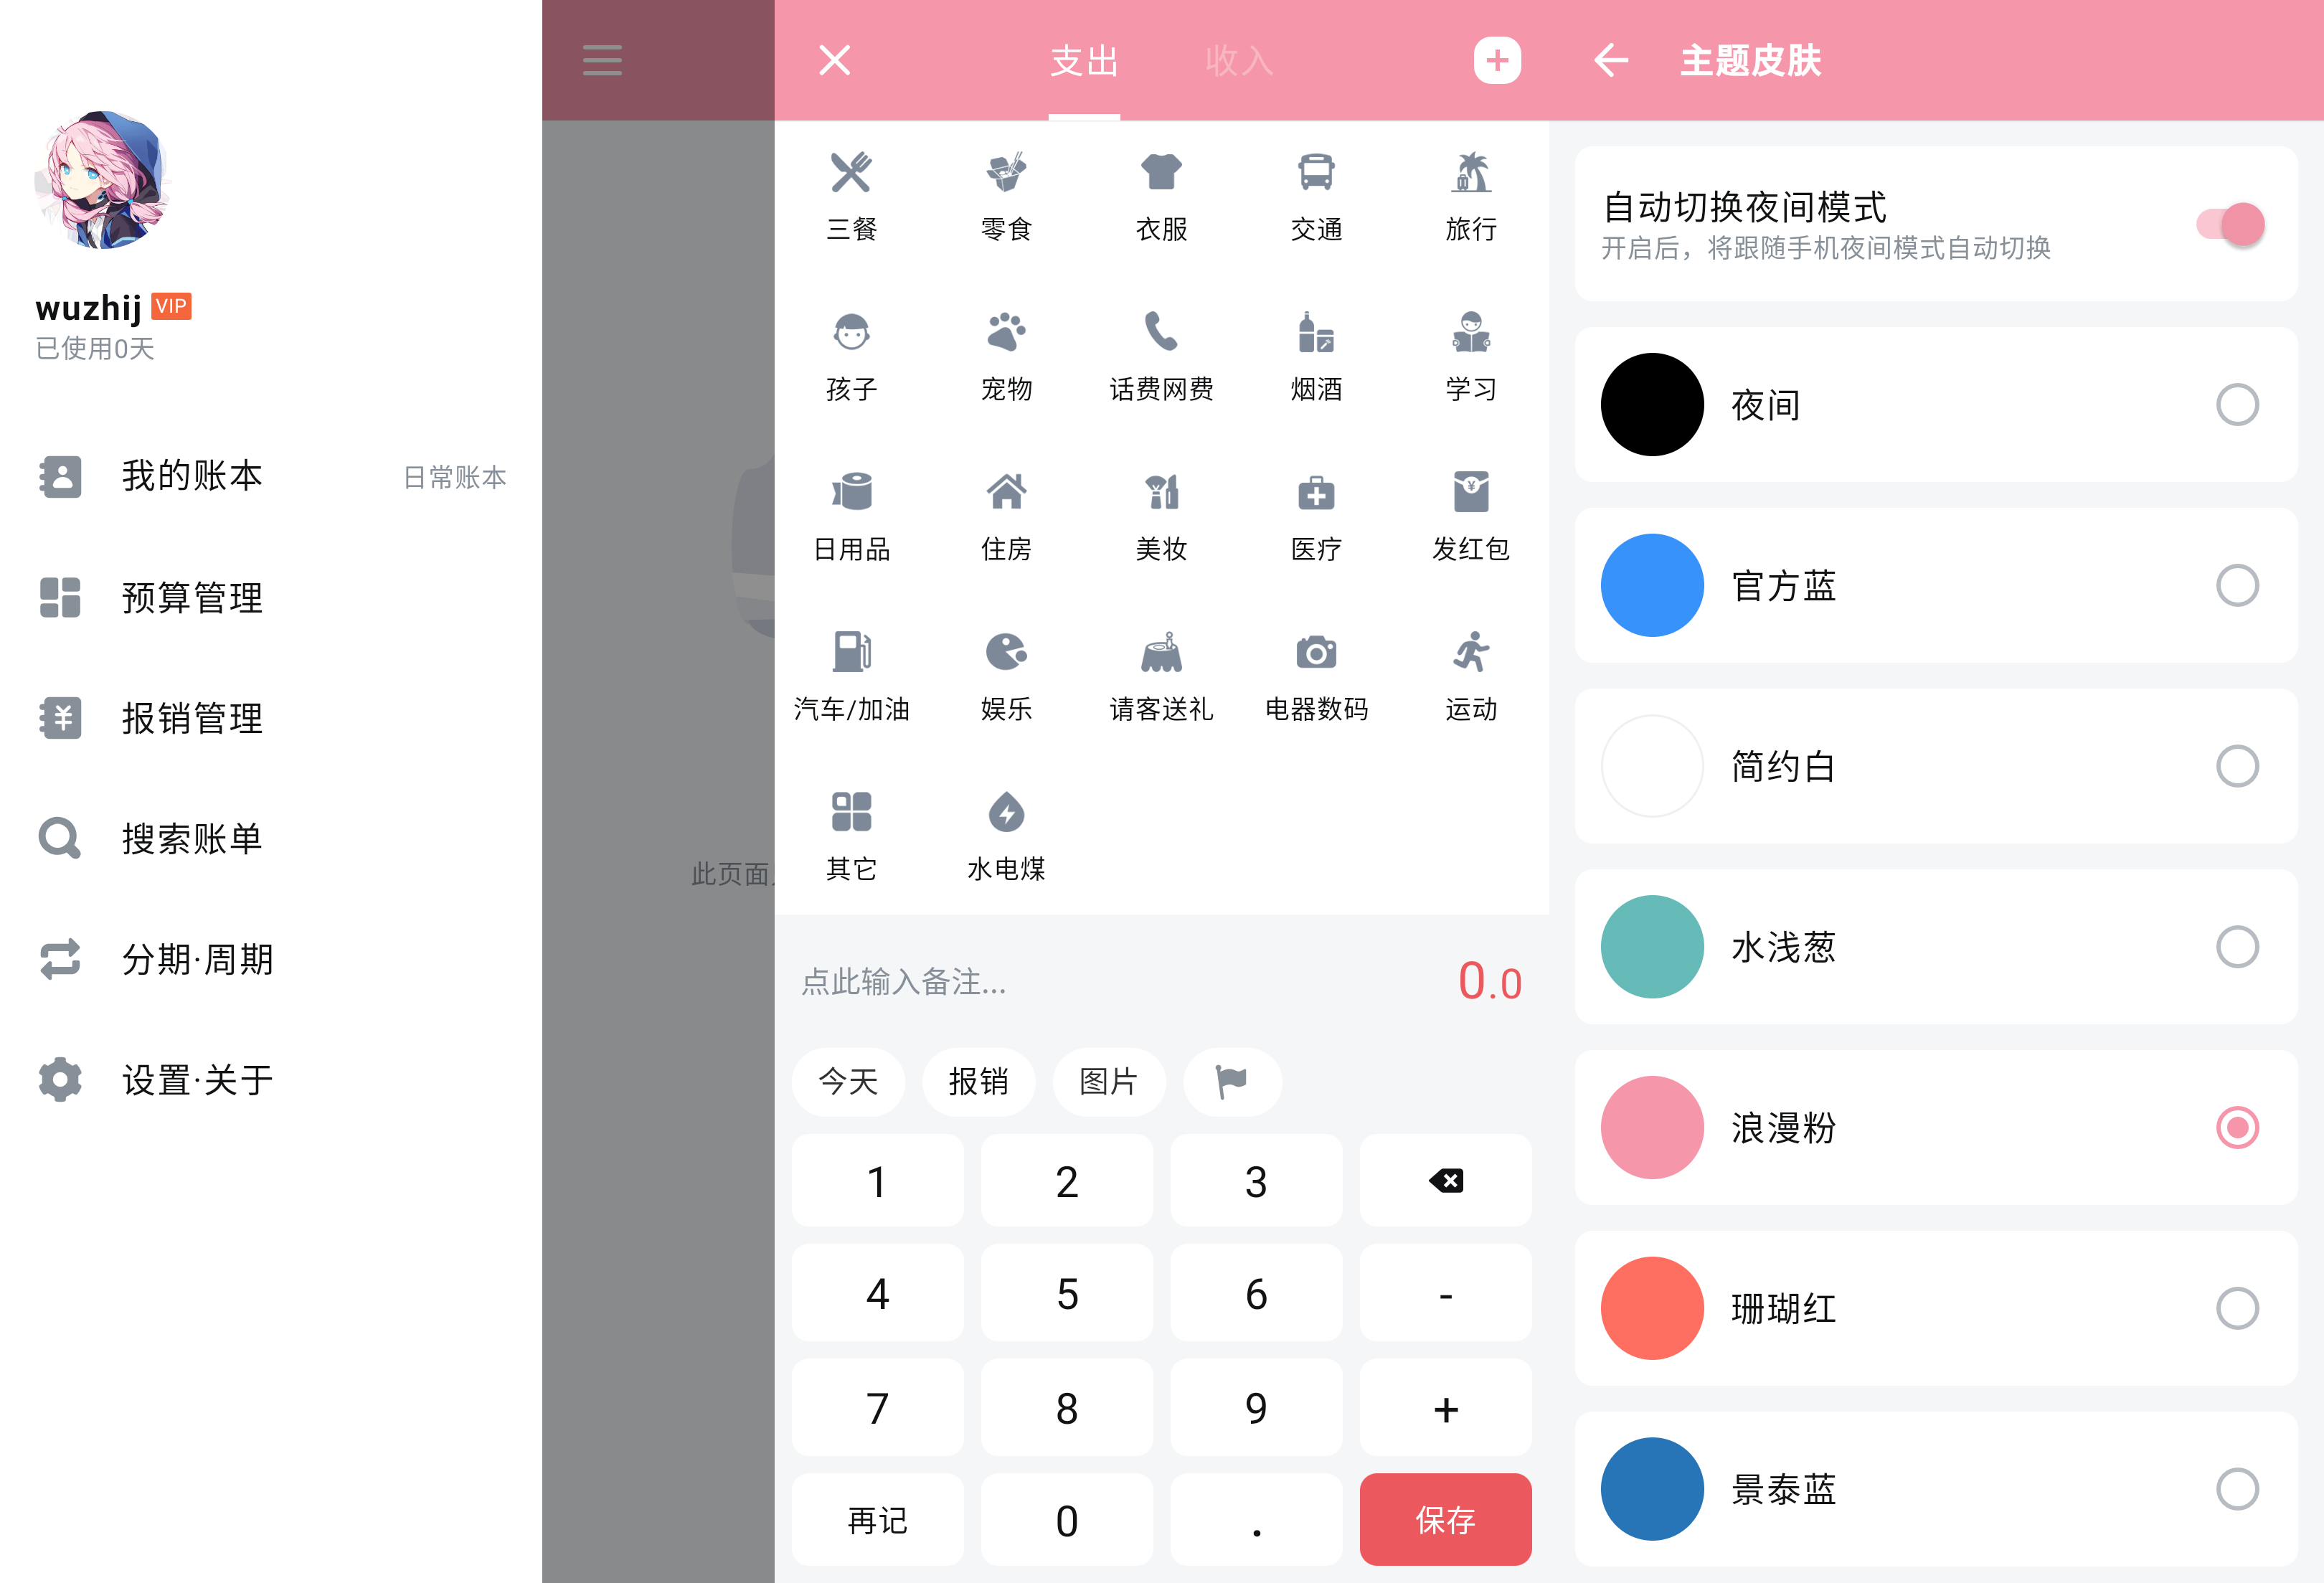 wuzhij VIP
已使用0天
我的账本 日常账本
预算管理
报销管理
搜索账单
分期·周期
设置·关于
此页面
支出 收入
三餐 零食 衣服 交通 旅行
孩子 宠物 话费网费 烟酒 学习
日用品 住房 美妆 医疗 发红包
汽车/加油 娱乐 请客送礼 电器数码 运动
其它 水电煤
点此输入备注... 0.0
今天 报销 图片
1 2 3
4 5 6 -
7 8 9 +
再记 0 . 保存
主题皮肤
自动切换夜间模式
开启后，将跟随手机夜间模式自动切换
夜间
官方蓝
简约白
水浅葱
浪漫粉
珊瑚红
景泰蓝